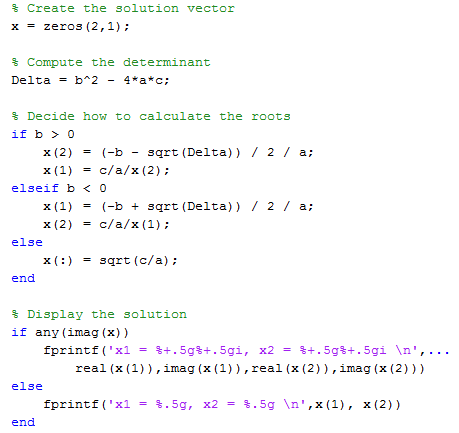 % Create the solution vector
x = zeros(2,1);
% Compute the determinant
Delta = b^2 - 4*a*c;
% Decide how to calculate the roots
if b > 0
    x(2) = (-b - sqrt(Delta)) / 2 / a;
    x(1) = c/a/x(2);
elseif b < 0
    x(1) = (-b + sqrt(Delta)) / 2 / a;
    x(2) = c/a/x(1);
else
    x(:) = sqrt(c/a);
end
% Display the solution
if any(imag(x))
    fprintf('x1 = %+.5g%+.5gi, x2 = %+.5g%+.5gi \n',...
        real(x(1)),imag(x(1)),real(x(2)),imag(x(2)))
else
    fprintf('x1 = %.5g, x2 = %.5g \n',x(1), x(2))
end